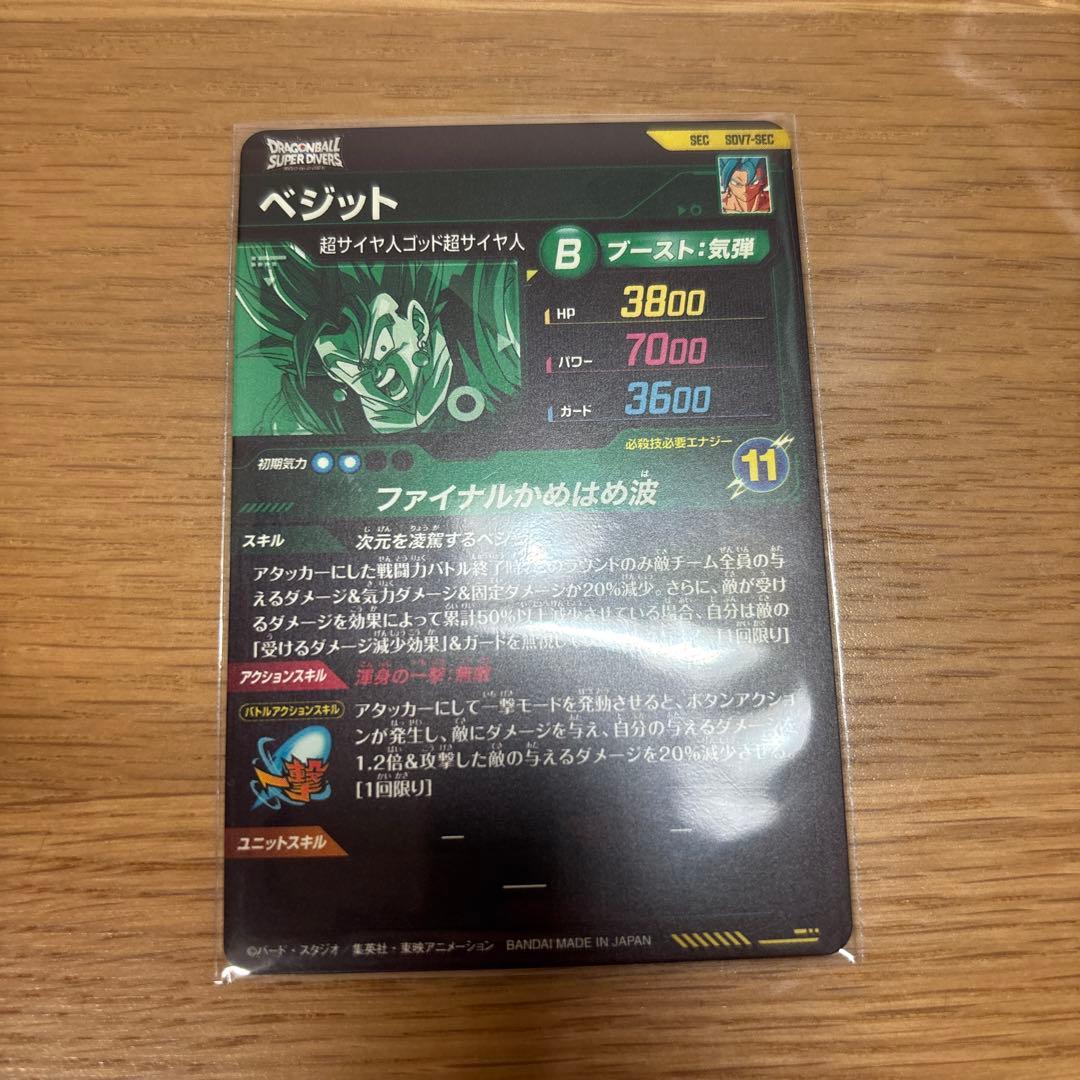 DRAGONBALL
SUPER DIVERS
SEC SDV7-SEC
ベジット
超サイヤ人ゴッド超サイヤ人
B ブースト:気弾
HP 3800
パワー 7000
ガード 3600
必殺技必要エナジー
初期気力
11
ファイナルかめはめ波
スキル 次元を凌駕するベジ
アタッカーにした戦闘力バトル終了時、そのラウンドのみ敵チーム全員の与
えるダメージ&気力ダメージ&固定ダメージが20%減少。さらに、敵が受け
るダメージを効果によって累計50%以上減少させている場合、自分は敵の
「受けるダメージ減少効果」&ガードを無視して [1回限り]
アクションスキル 渾身の一撃:無敵
バトルアクションスキル
アタッカーにして一撃モードを発動させると、ボタンアクショ
ンが発生し、敵にダメージを与え、自分の与えるダメージを
1.2倍&攻撃した敵の与えるダメージを20%減少させる。
[1回限り]
一撃
ユニットスキル
©バード・スタジオ/集英社・東映アニメーション BANDAI MADE IN JAPAN